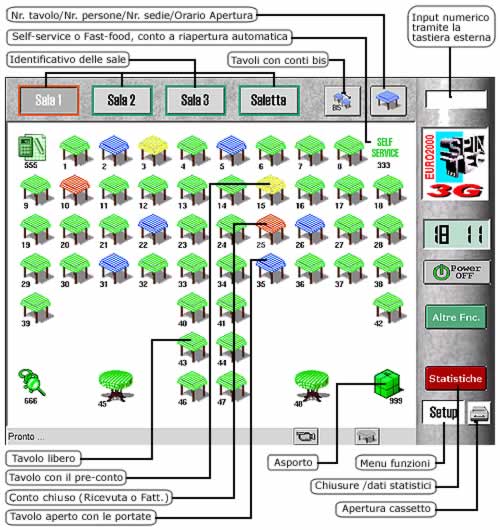 Nr. tavolo/Nr. persone/Nr. sedie/Orario Apertura
Input numerico
tramite la
tastiera esterna
Self-service o Fast-food, conto a riapertura automatica
Identificativo delle sale
Tavoli con conti bis
Sala 1
Sala 2
Sala 3
Saletta
BIS
SELF
SERVICE
555
1
2
3
4
5
6
7
8
333
EURO2000
SPIN
TEC
3G
9
10
11
12
13
14
15
16
17
18
19
20
21
22
23
24
25
26
27
28
18 11
29
30
31
32
33
34
35
36
37
38
Power
OFF
39
40
41
42
Altre Fnc.
43
44
666
45
46
47
48
999
Statistiche
Setup
Pronto ...
Tavolo libero
Asporto
Menu funzioni
Tavolo con il pre-conto
Chiusure /dati statistici
Conto chiuso (Ricevuta o Fatt.)
Apertura cassetto
Tavolo aperto con le portate